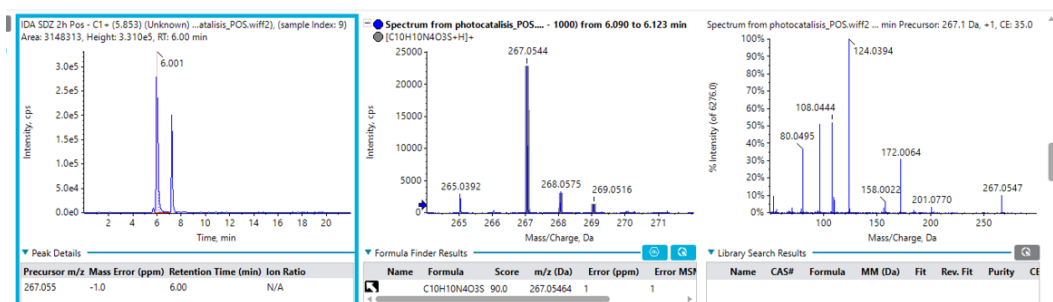 IDA SDZ 2h Pos - C1+ (5.853) (Unknown) ...atalisis_POS.wiff2), (sample Index: 9)
Area: 3148313, Height: 3.310e5, RT: 6.00 min
6.001
3.0e5
2.5e5
2.0e5
1.5e5
1.0e5
5.0e4
0.0e0
Intensity, cps
2 4 6 8 10 12 14 16 18 20
Time, min
Peak Details
Precursor m/z Mass Error (ppm) Retention Time (min) Ion Ratio
267.055 -1.0 6.00 N/A
Spectrum from photocatalisis_POS.... - 1000) from 6.090 to 6.123 min
[C10H10N4O3S+H]+
267.0544
25000
20000
15000
10000
5000
0
Intensity, cps
265.0392
268.0575
269.0516
265 266 267 268 269 270 271
Mass/Charge, Da
Formula Finder Results
Name Formula Score m/z (Da) Error (ppm) Error MSM
C10H10N4O3S 90.0 267.05464 1 1
Spectrum from photocatalisis_POS.wiff2 ... min Precursor: 267.1 Da, +1, CE: 35.0
100%
90%
80%
70%
60%
50%
40%
30%
20%
10%
0%
% Intensity (of 6276.0)
124.0394
108.0444
80.0495
172.0064
158.0022
201.0770
267.0547
100 150 200 250
Mass/Charge, Da
Library Search Results
Name CAS# Formula MM (Da) Fit Rev. Fit Purity CE